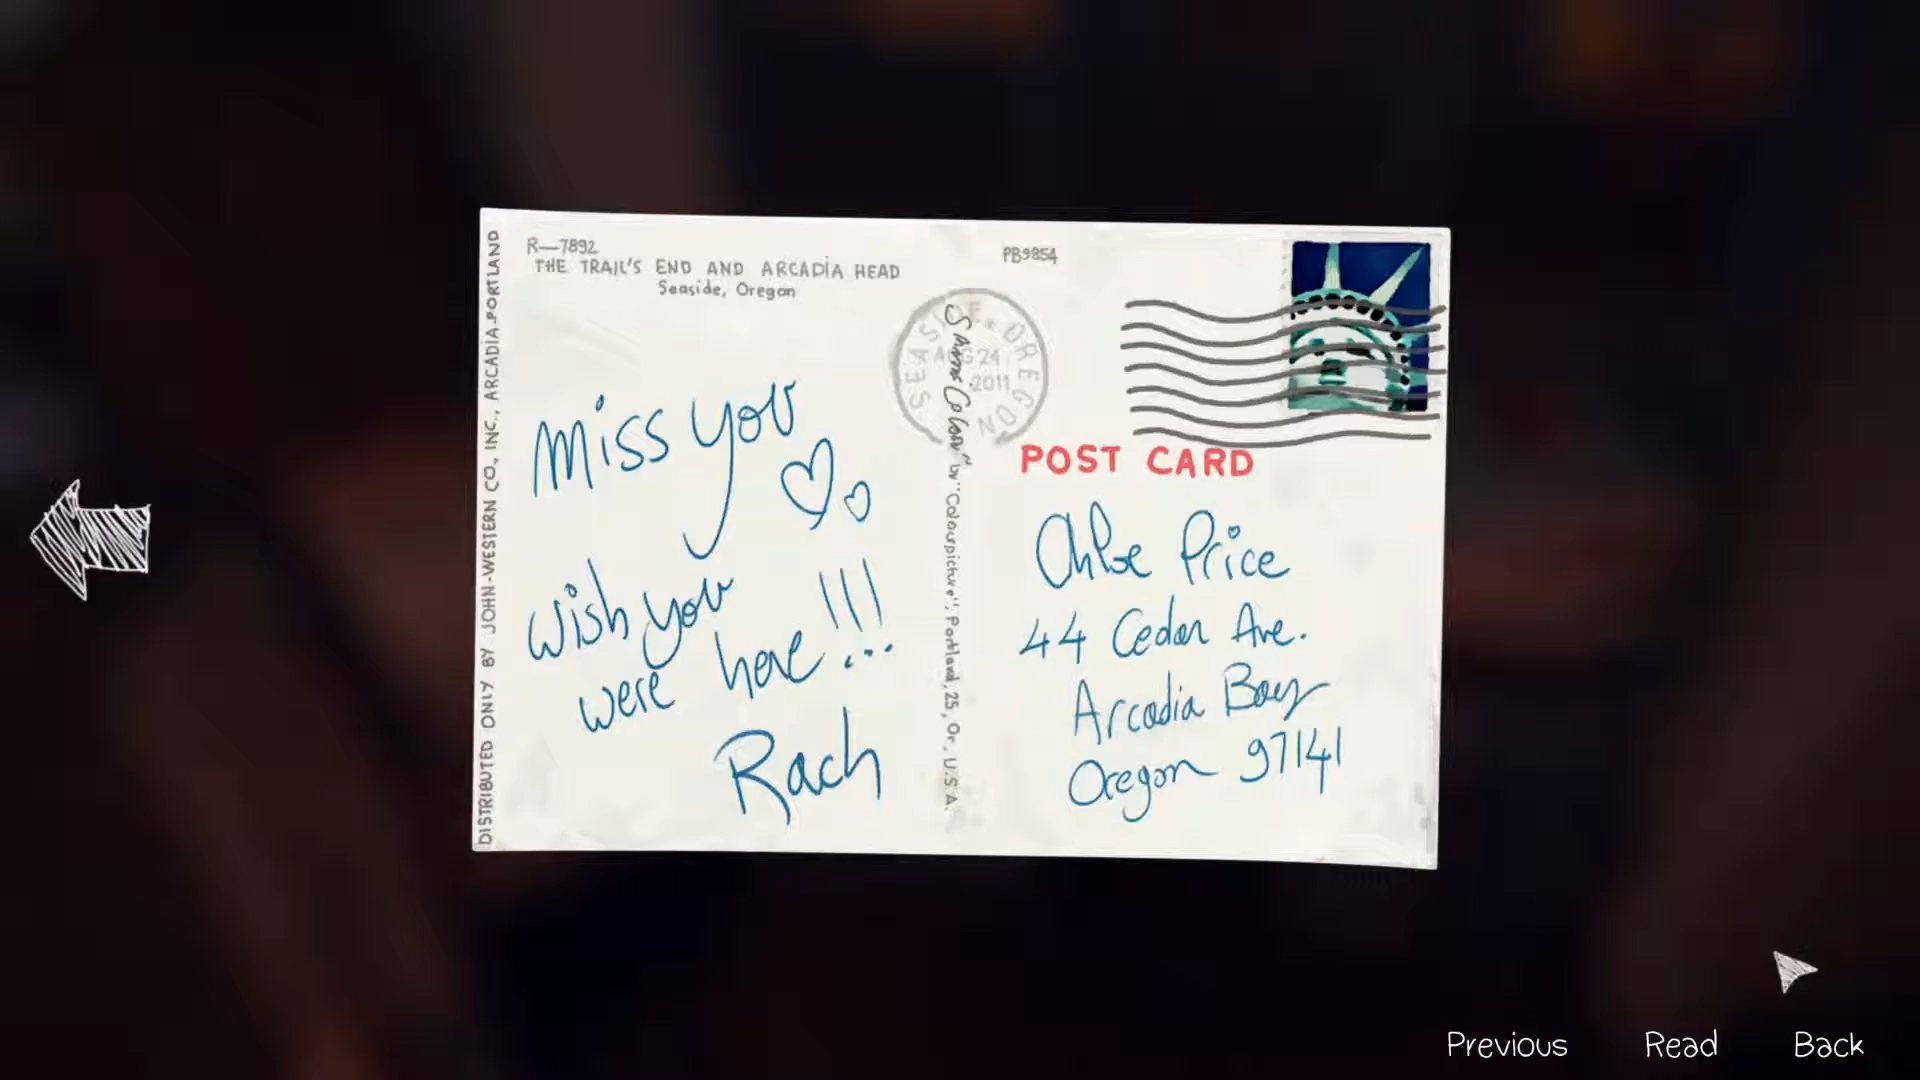 R—7892
THE TRAIL'S END AND ARCADIA HEAD
Seaside, Oregon
PB9854
DISTRIBUTED ONLY BY JOHN-WESTERN CO, INC., ARCADIA-PORTLAND
SEASIDE. OREGON
AUG 24
2011
by "Colourpicture", Portland, 25, Or, U.S.A.
POST CARD
Miss you
Wish you
were here!!!
Rach
Chloe Price
44 Cedar Ave.
Arcadia Bay
Oregon 97141
Previous
Read
Back